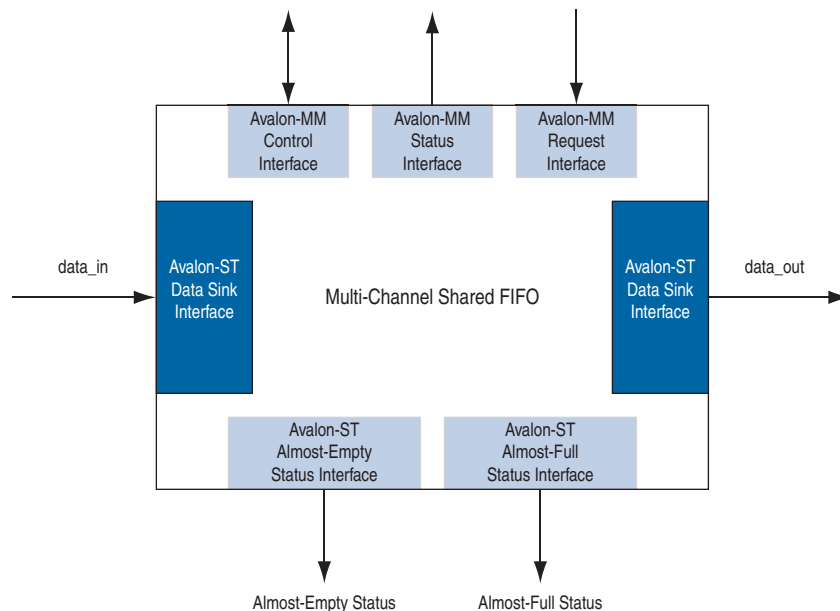 Avalon-MM
Control
Interface
Avalon-MM
Status
Interface
Avalon-MM
Request
Interface
data_in
Avalon-ST
Data Sink
Interface
Multi-Channel Shared FIFO
Avalon-ST
Data Sink
Interface
data_out
Avalon-ST
Almost-Empty
Status Interface
Avalon-ST
Almost-Full
Status Interface
Almost-Empty Status
Almost-Full Status